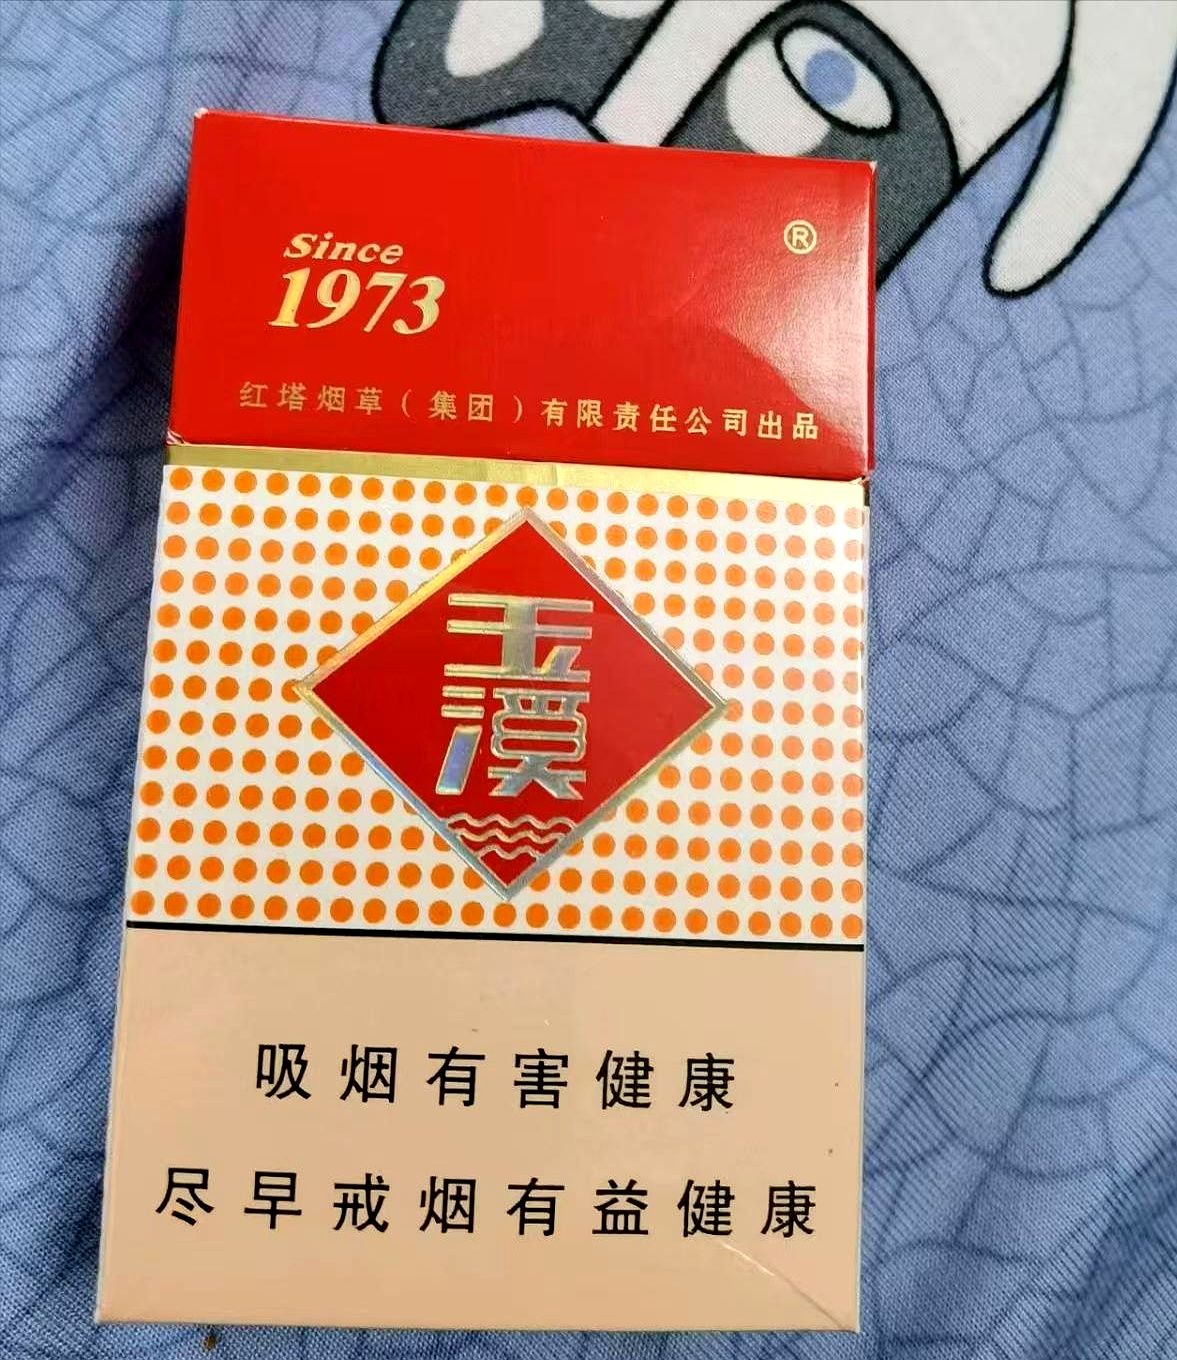 Since
1973
®
红塔烟草（集团）有限责任公司出品
玉
溪
吸烟有害健康
尽早戒烟有益健康